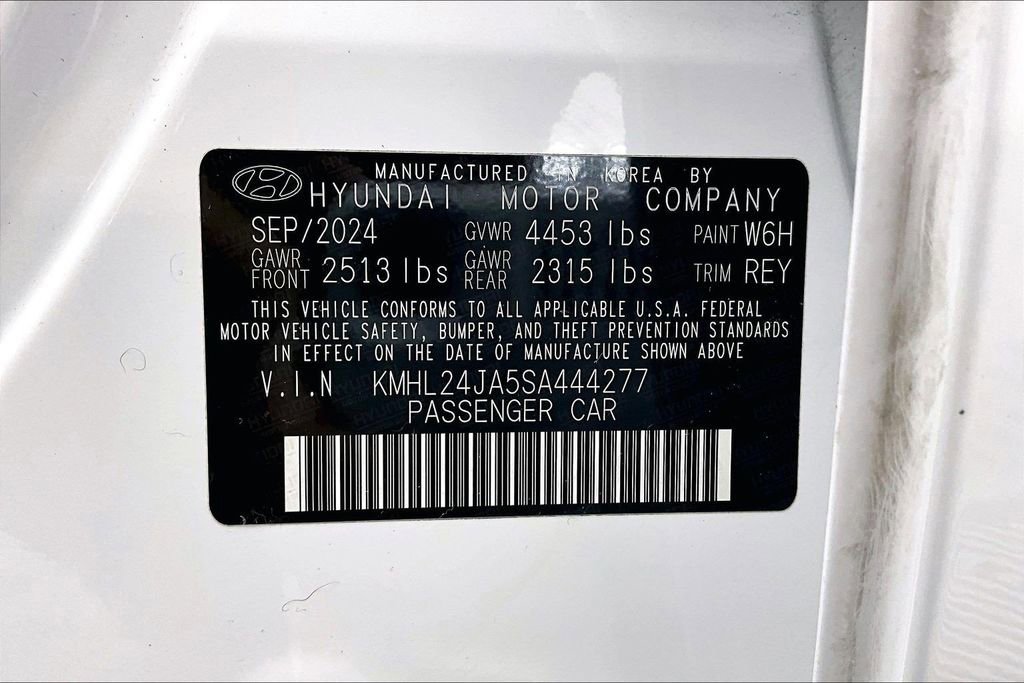 MANUFACTURED IN KOREA BY
HYUNDAI MOTOR COMPANY
SEP/2024 GVWR 4453 lbs PAINT W6H
GAWR FRONT 2513 lbs GAWR REAR 2315 lbs TRIM REY
THIS VEHICLE CONFORMS TO ALL APPLICABLE U.S.A. FEDERAL
MOTOR VEHICLE SAFETY, BUMPER, AND THEFT PREVENTION STANDARDS
IN EFFECT ON THE DATE OF MANUFACTURE SHOWN ABOVE
V.I.N KMHL24JA5SA444277
PASSENGER CAR